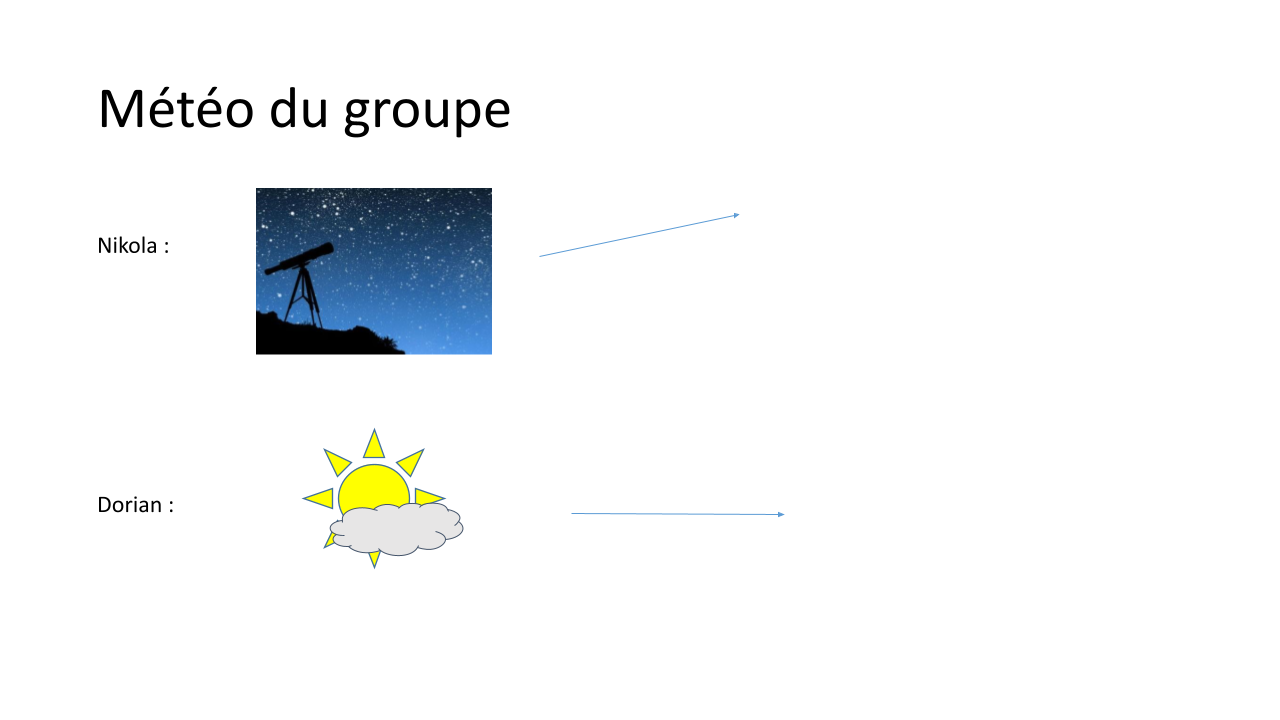 Météo du groupe
Nikola :
Dorian :